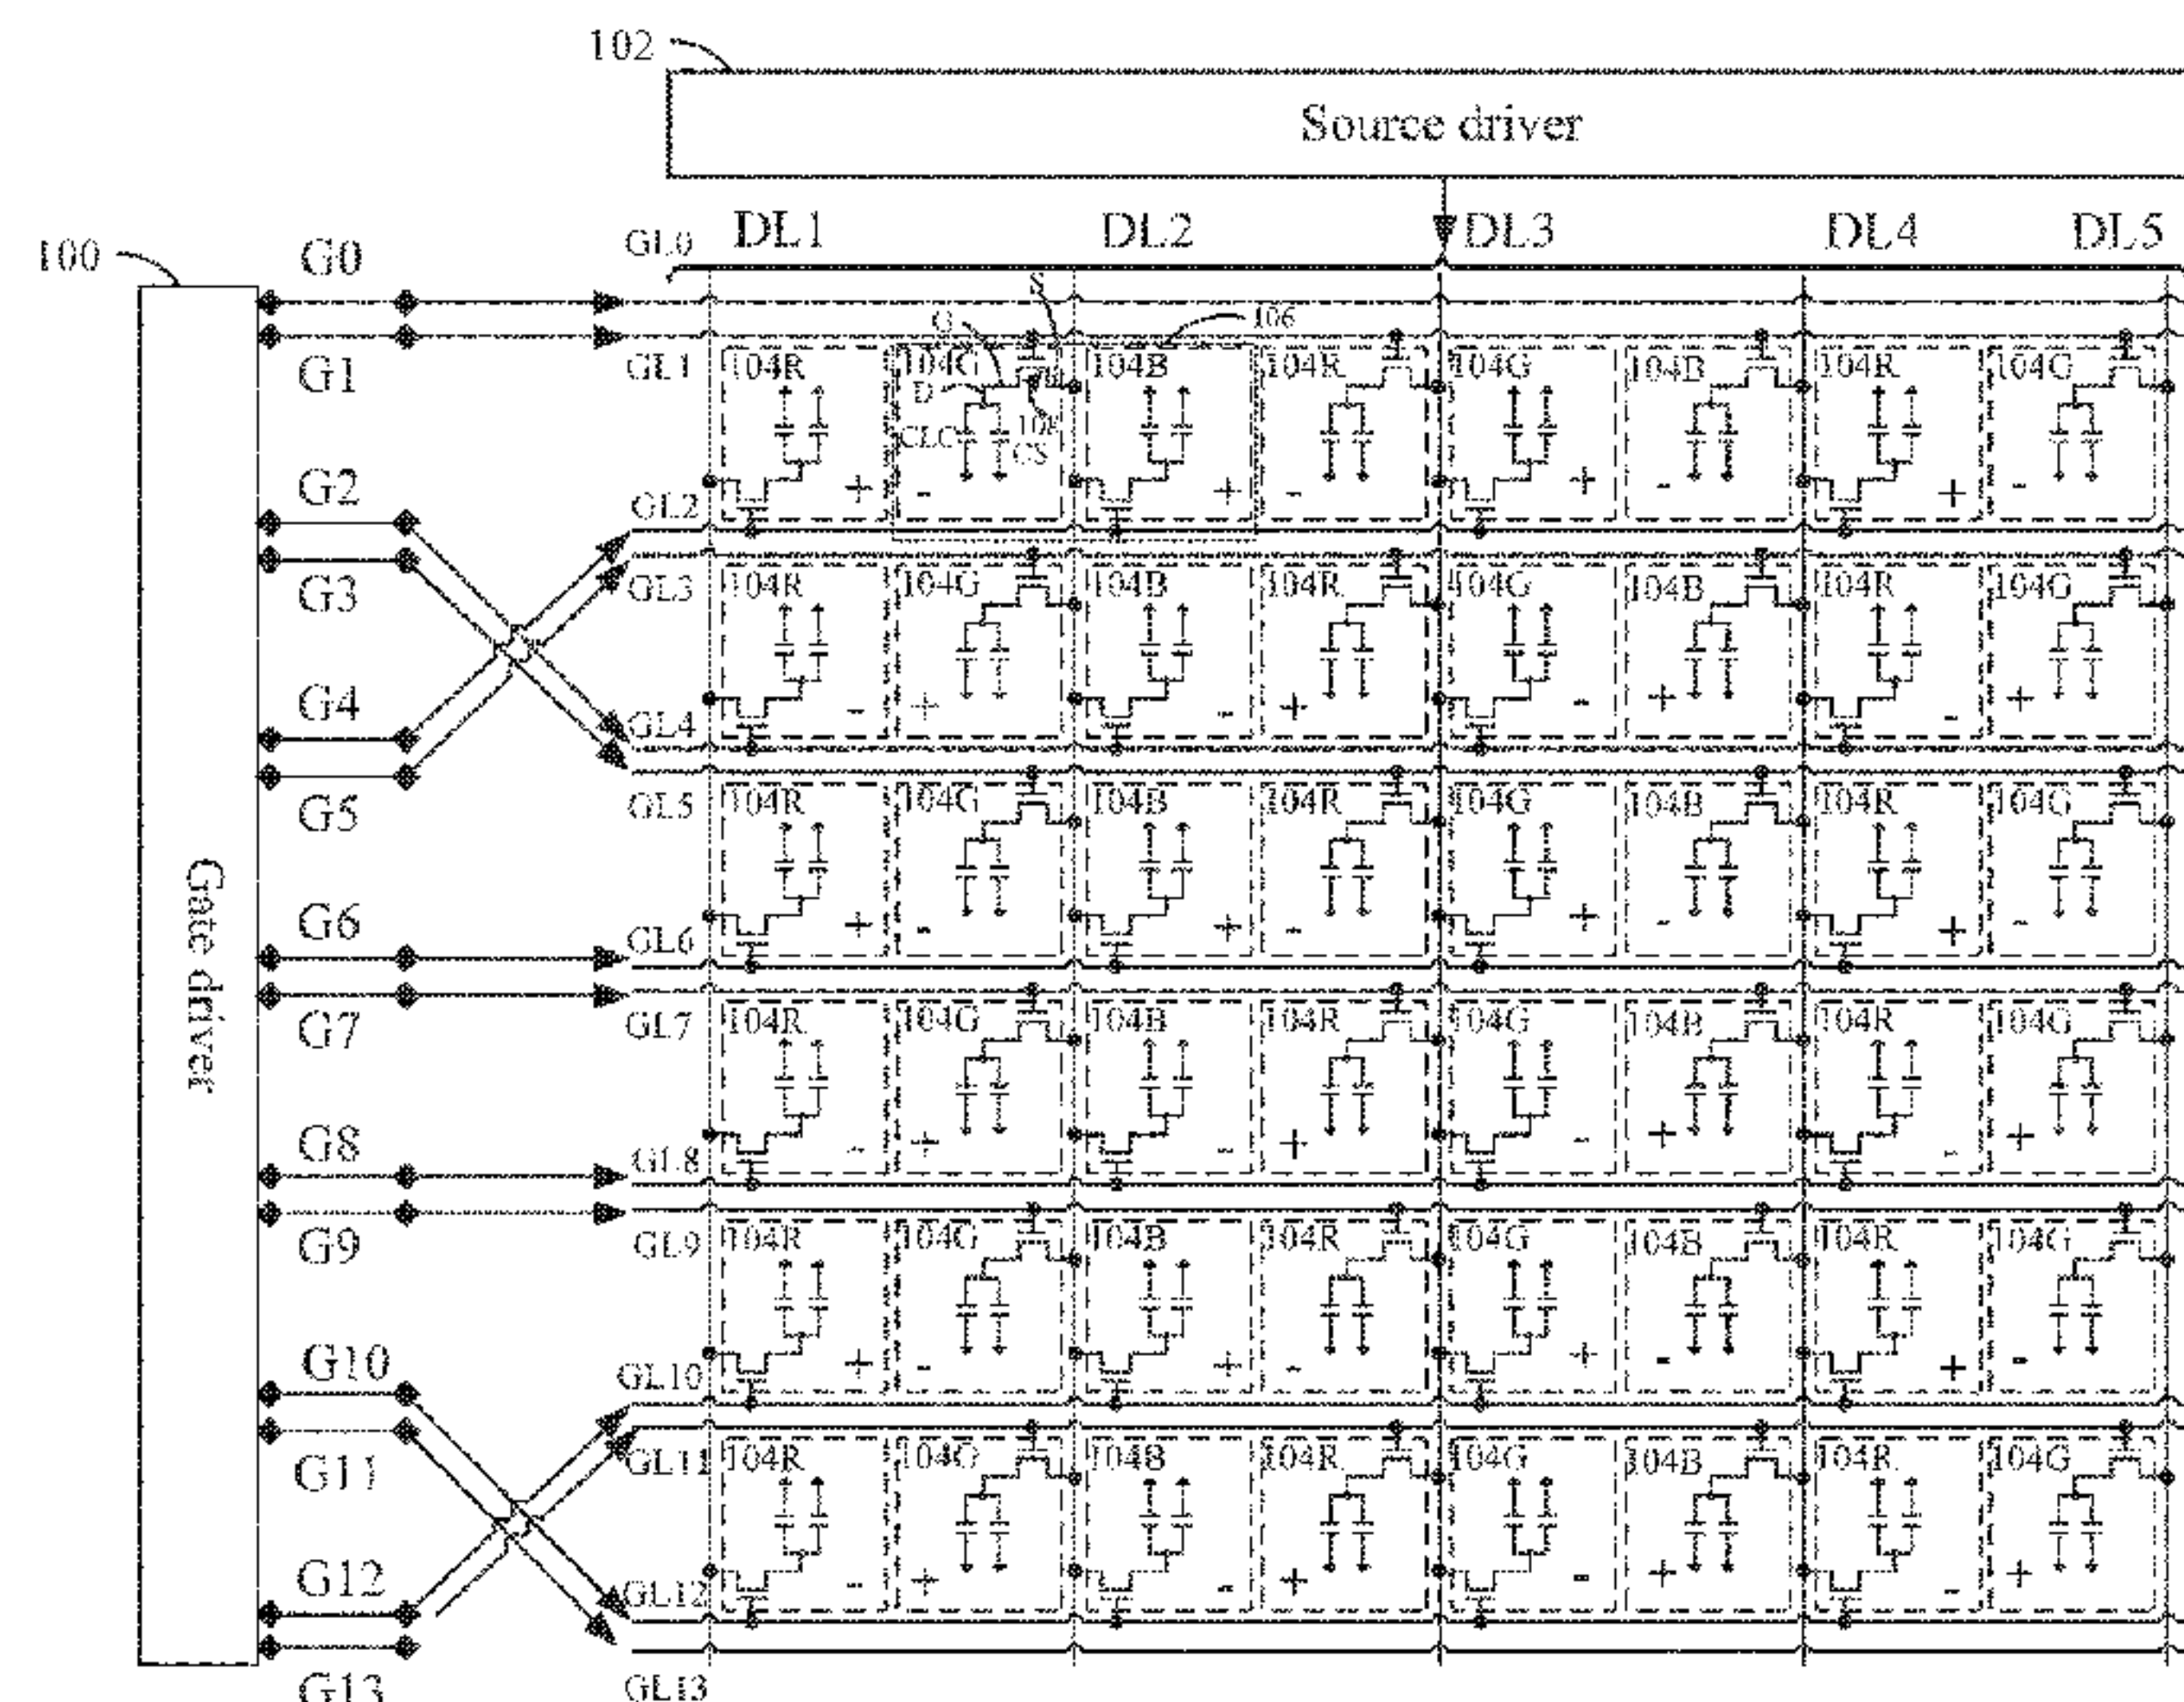 102
Source driver
100
G0
GL0
DL1
DL2
DL3
DL4
DL5
S
G
106
G1
GL1
104R
104G
104B
104R
104G
104B
104R
104G
D
CLC
108
CS
+
-
+
-
+
-
+
-
G2
GL2
G3
GL3
104R
104G
104B
104R
104G
104B
104R
104G
-
+
-
+
-
+
-
+
G4
GL4
G5
GL5
104R
104G
104B
104R
104G
104B
104R
104G
+
-
+
-
+
-
+
-
Gate driver
G6
GL6
G7
GL7
104R
104G
104B
104R
104G
104B
104R
104G
-
+
-
+
-
+
-
+
G8
GL8
G9
GL9
104R
104G
104B
104R
104G
104B
104R
104G
+
-
+
-
+
-
+
-
G10
GL10
G11
GL11
104R
104G
104B
104R
104G
104B
104R
104G
-
+
-
+
-
+
-
+
G12
GL12
G13
GL13